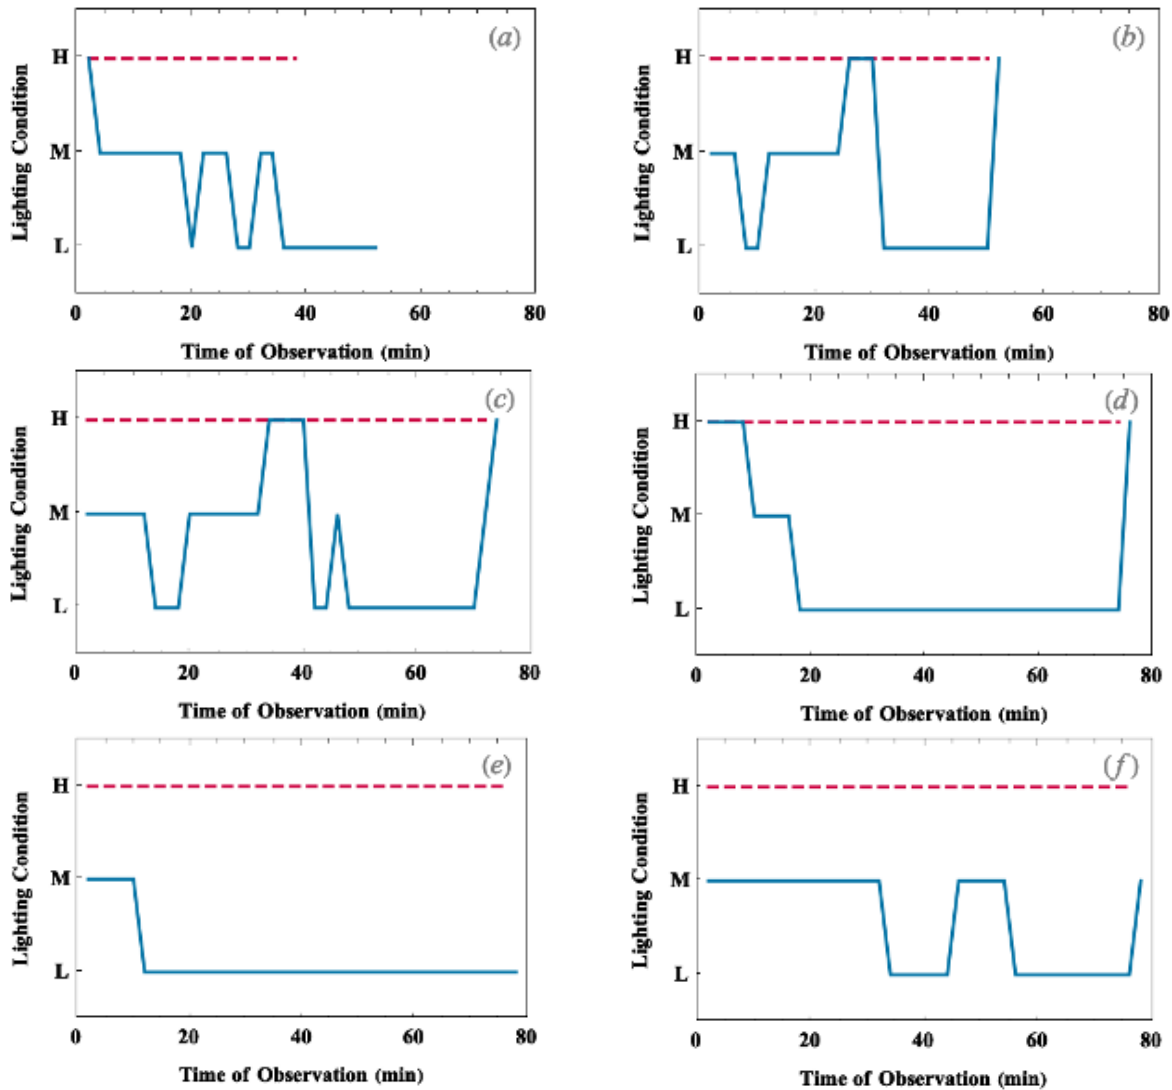 (a)
H
M
L
Lighting Condition
0 20 40 60 80
Time of Observation (min)
(b)
H
M
L
Lighting Condition
0 20 40 60 80
Time of Observation (min)
(c)
H
M
L
Lighting Condition
0 20 40 60 80
Time of Observation (min)
(d)
H
M
L
Lighting Condition
0 20 40 60 80
Time of Observation (min)
(e)
H
M
L
Lighting Condition
0 20 40 60 80
Time of Observation (min)
(f)
H
M
L
Lighting Condition
0 20 40 60 80
Time of Observation (min)